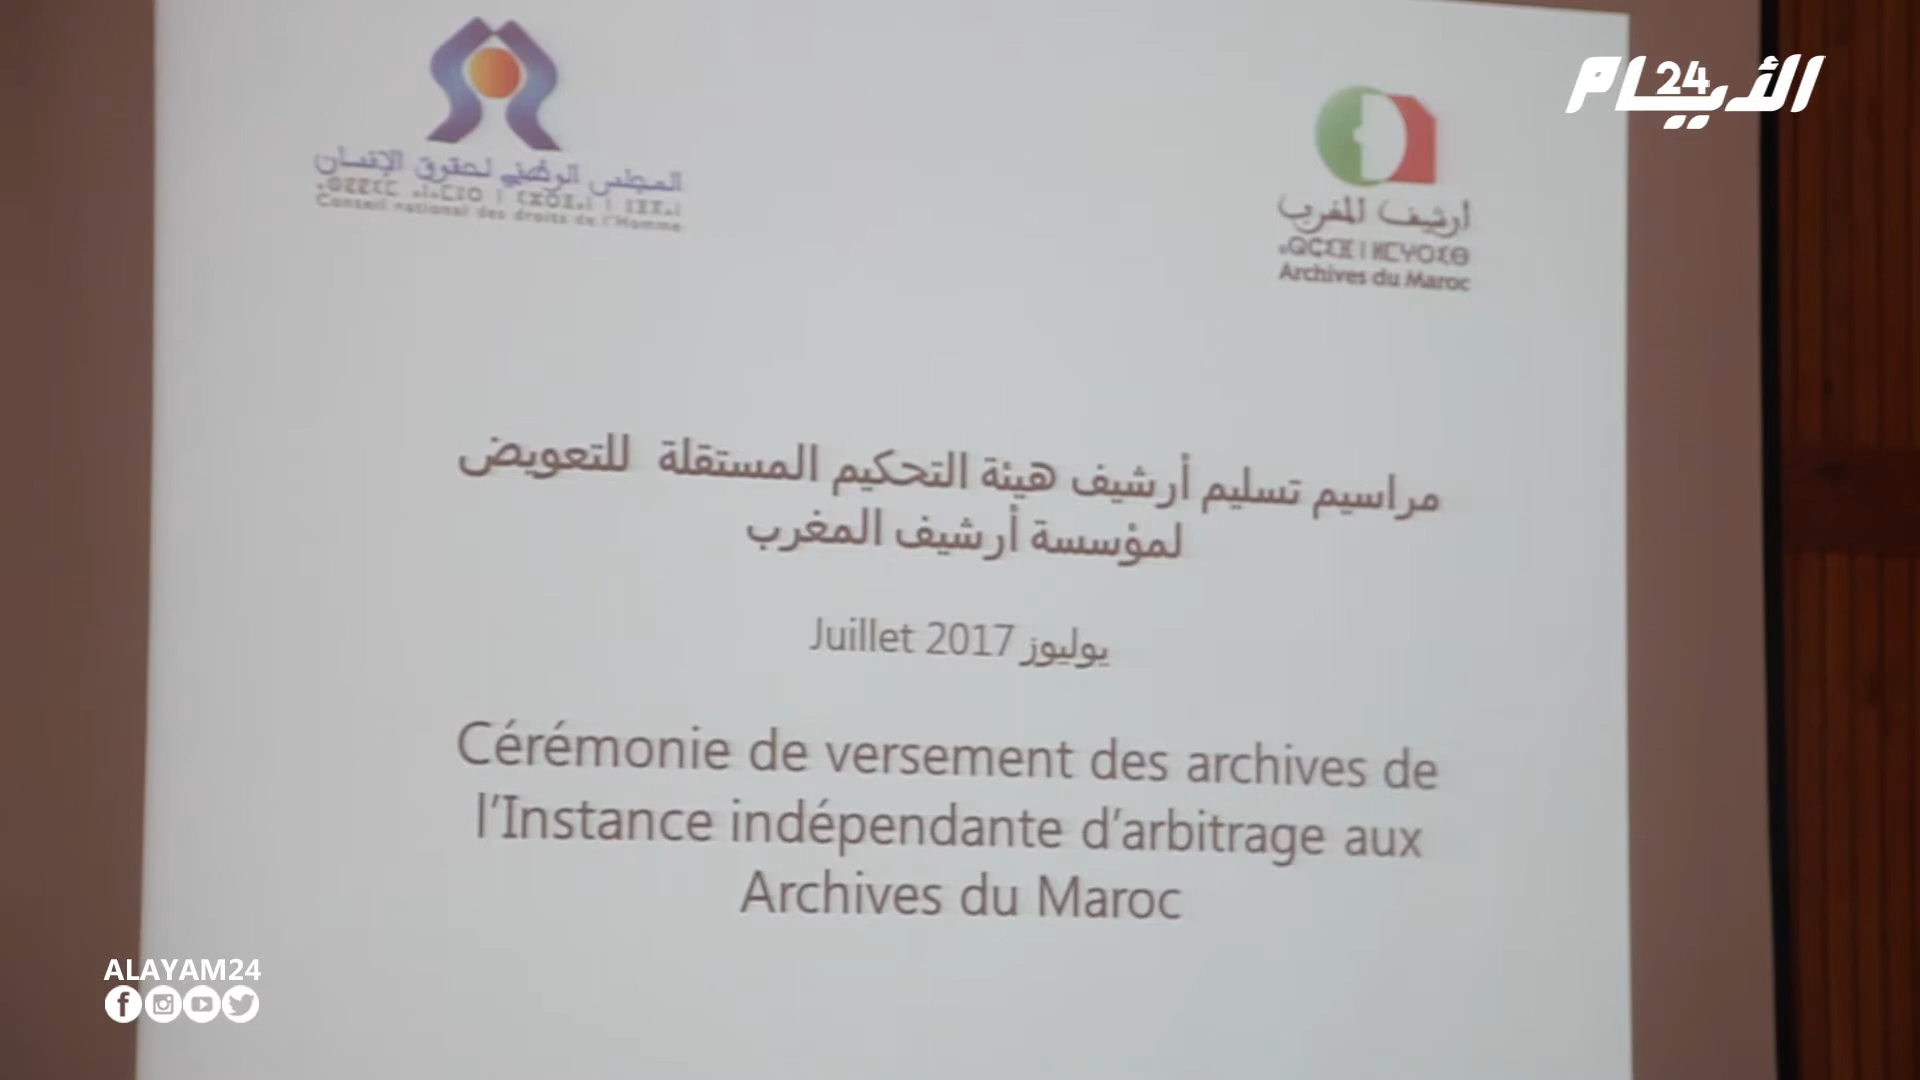 المجلس الوطني لحقوق الإنسان
Conseil national des droits de l'Homme
الأيام 24
أرشيف المغرب
Archives du Maroc
مراسيم تسليم أرشيف هيئة التحكيم المستقلة للتعويض
لمؤسسة أرشيف المغرب
Juillet 2017 يوليوز
Cérémonie de versement des archives de
l'Instance indépendante d'arbitrage aux
Archives du Maroc
ALAYAM24